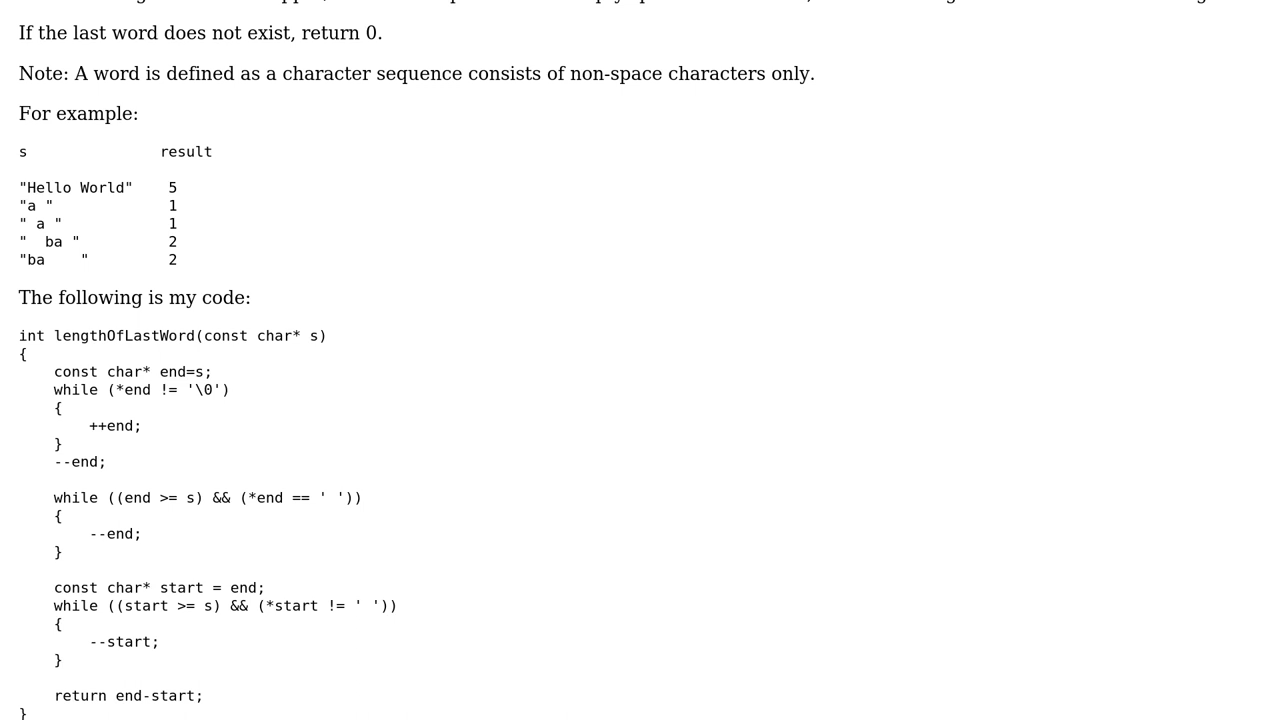 If the last word does not exist, return 0.
Note: A word is defined as a character sequence consists of non-space characters only.
For example:
s               result
"Hello World"    5
"a "             1
" a "            1
"  ba "          2
"ba    "         2
The following is my code:
int lengthOfLastWord(const char* s)
{
    const char* end=s;
    while (*end != '\0')
    {
        ++end;
    }
    --end;
    while ((end >= s) && (*end == ' '))
    {
        --end;
    }
    const char* start = end;
    while ((start >= s) && (*start != ' '))
    {
        --start;
    }
    return end-start;
}